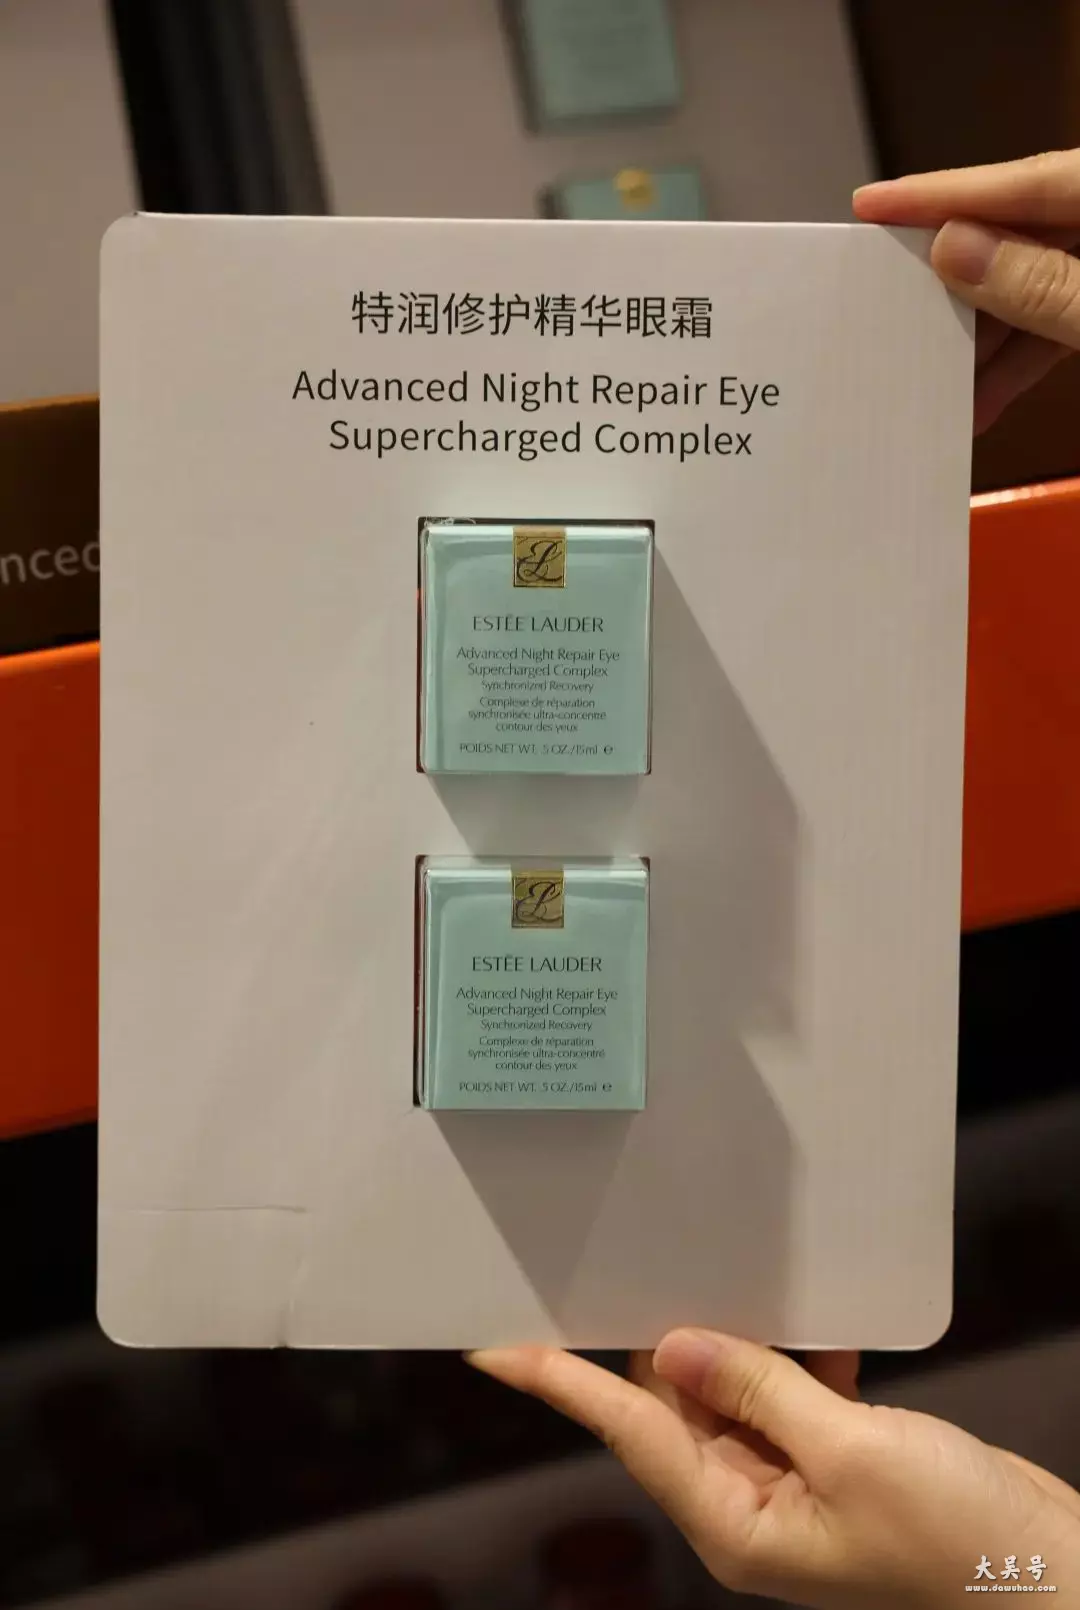 特润修护精华眼霜
Advanced Night Repair Eye
Supercharged Complex
nced
EL
ESTĒE LAUDER
Advanced Night Repair Eye
Supercharged Complex
Synchronized Recovery
Complexe de réparation
synchronisée ultra-concentré
contour des yeux
POIDS NET WT. .5 OZ./15ml ℮
EL
ESTĒE LAUDER
Advanced Night Repair Eye
Supercharged Complex
Synchronized Recovery
Complexe de réparation
synchronisée ultra-concentré
contour des yeux
POIDS NET WT. .5 OZ./15ml ℮
大吴号
www.dawuhao.com